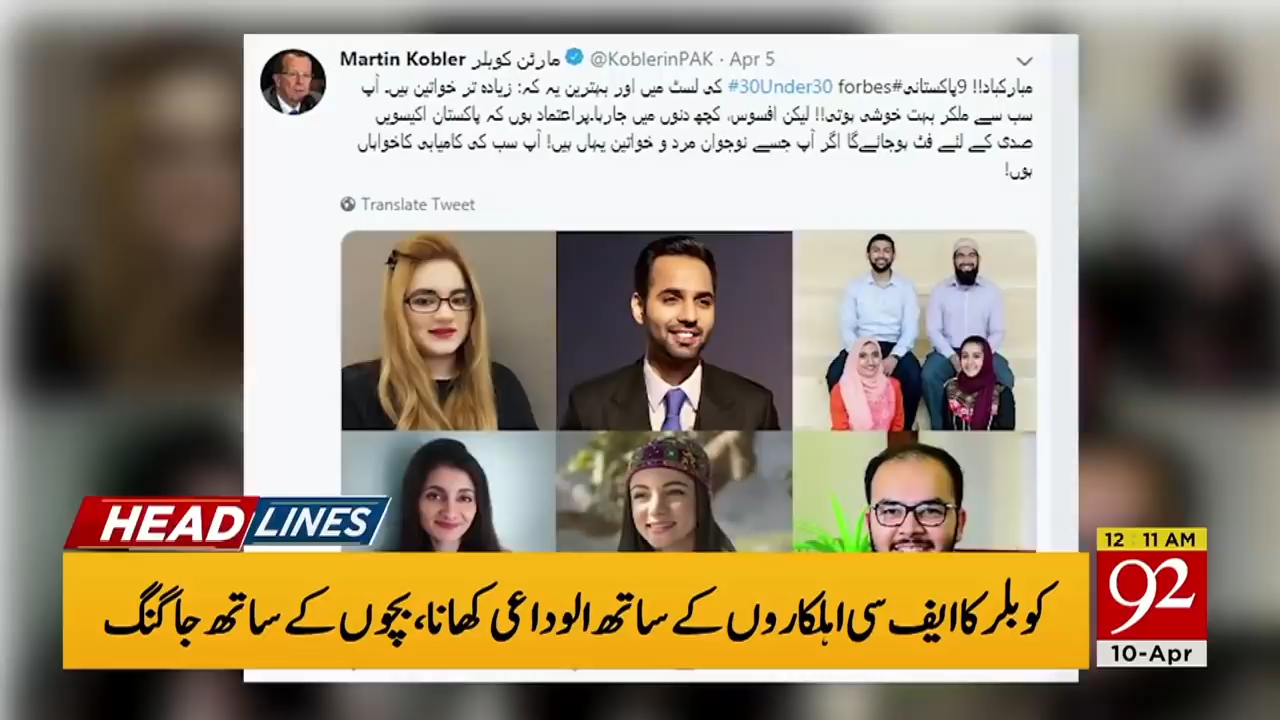 Martin Kobler مارٹن کوبلر @KoblerinPAK · Apr 5
مبارکباد!! 9پاکستانی#forbes 30Under30# کی لسٹ میں اور بہترین یہ کہ: زیادہ تر خواتین ہیں۔ آپ
سب سے ملکر بہت خوشی ہوتی!! لیکن افسوس، کچھ دنوں میں جارہا۔پراعتماد ہوں کہ پاکستان اکیسویں
صدی کے لئے فٹ ہوجائےگا اگر آپ جسے نوجوان مرد و خواتین یہاں ہیں! آپ سب کی کامیابی کاخواہاں
ہوں!
Translate Tweet
HEADLINES
کوبلر کا ایف سی اہلکاروں کے ساتھ الوداعی کھانا، بچوں کے ساتھ جاگنگ
12 11 AM
92
10-Apr